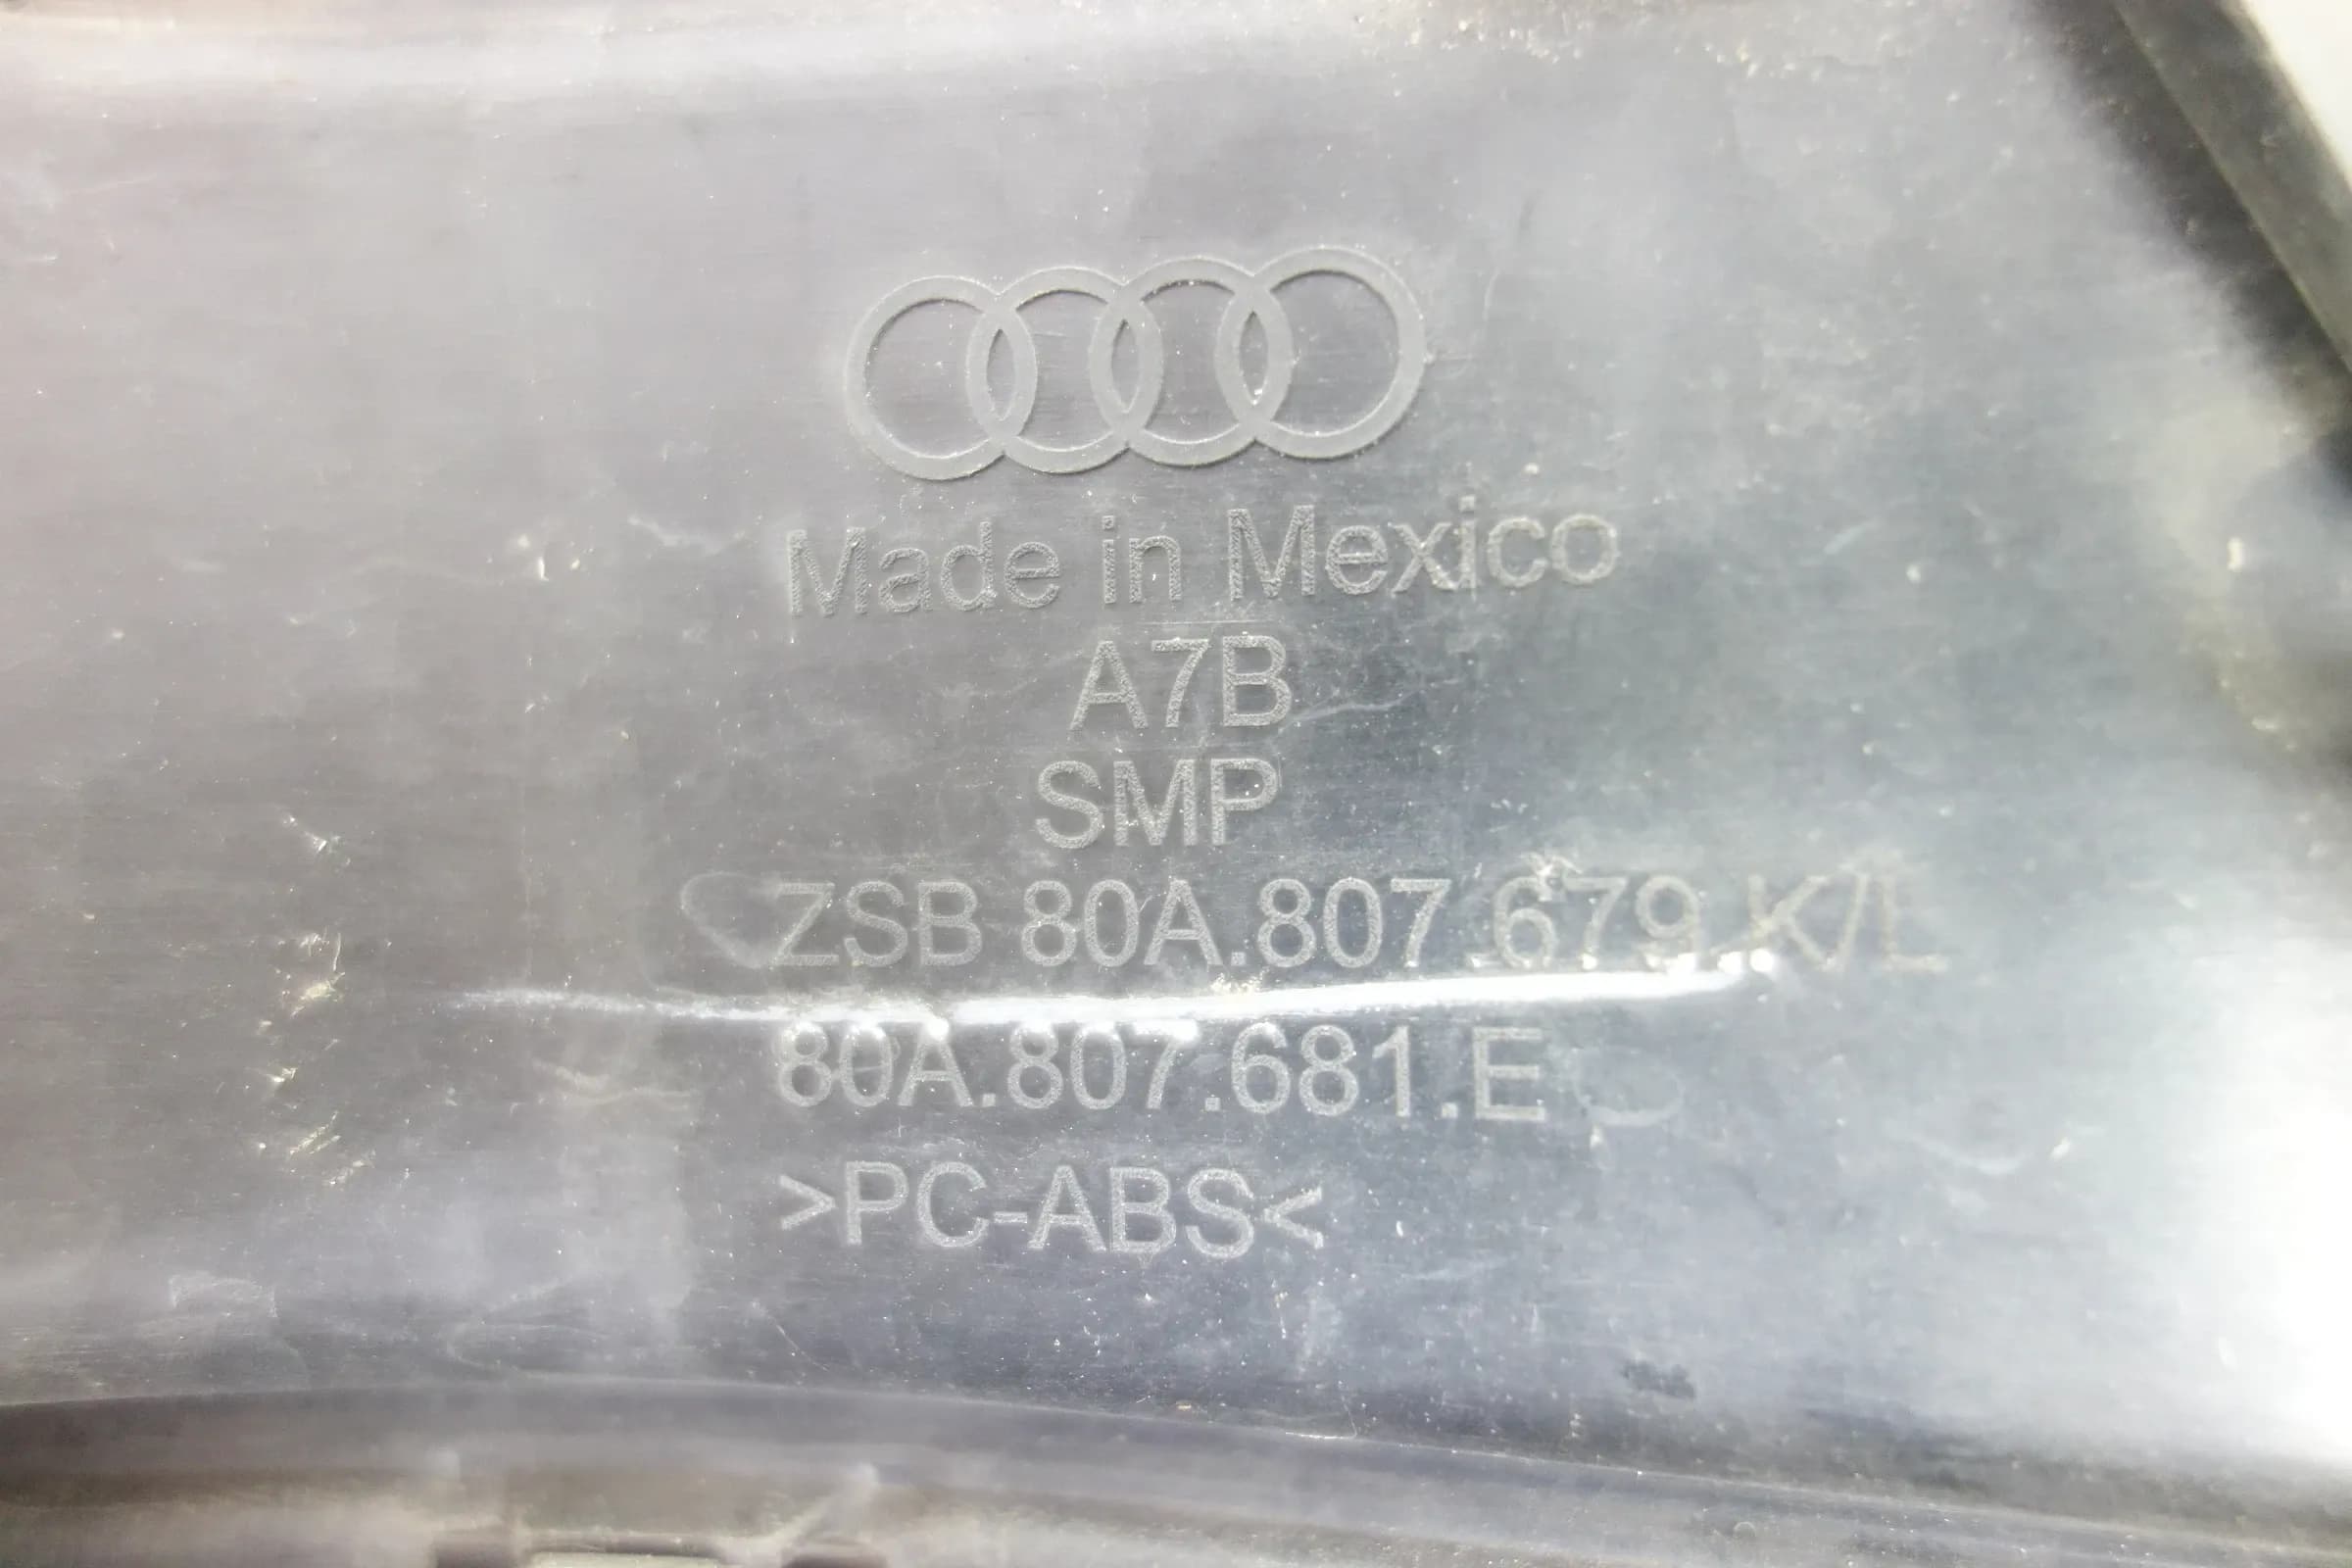 Made in Mexico
A7B
SMP
ZSB 80A.807.679.K/L
80A.807.681.E
>PC-ABS<